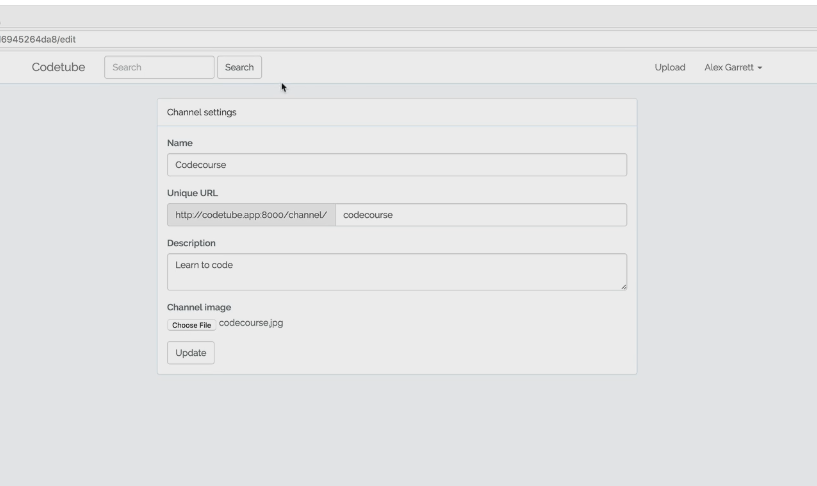 6945264da8/edit
Codetube
Search
Search
Upload
Alex Garrett
Channel settings
Name
Codecourse
Unique URL
http://codetube.app:8000/channel/
codecourse
Description
Learn to code
Channel image
Choose File codecourse.jpg
Update